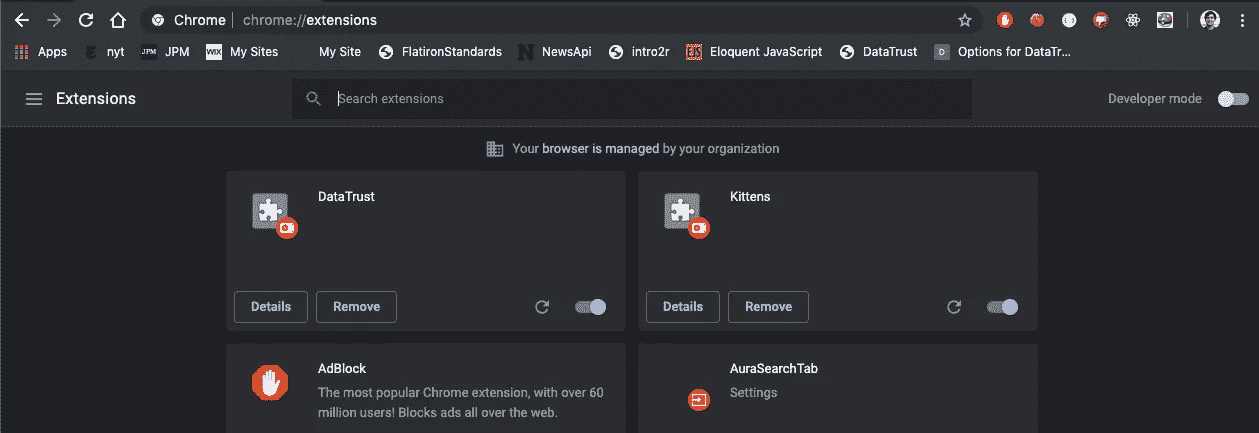 Chrome | chrome://extensions
Apps nyt JPM JPM WIX My Sites My Site FlatironStandards N NewsApi intro2r EJS Eloquent JavaScript DataTrust D Options for DataTr...
Extensions Search extensions Developer mode
Your browser is managed by your organization
DataTrust Kittens
Details Remove Details Remove
AdBlock AuraSearchTab
The most popular Chrome extension, with over 60 Settings
million users! Blocks ads all over the web.